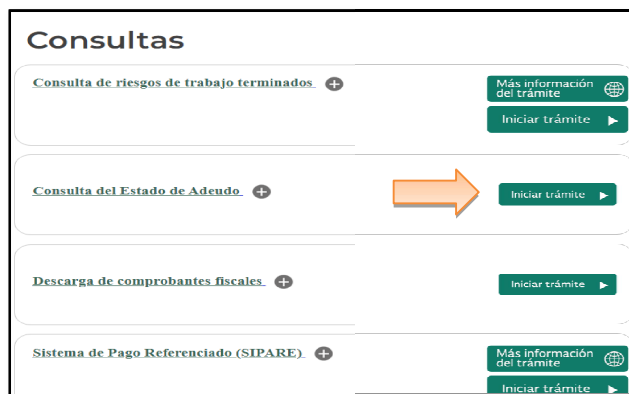 Consultas
Consulta de riesgos de trabajo terminados
Más información
del trámite
Iniciar trámite
Consulta del Estado de Adeudo
Iniciar trámite
Descarga de comprobantes fiscales
Iniciar trámite
Sistema de Pago Referenciado (SIPARE)
Más información
del trámite
Iniciar trámite